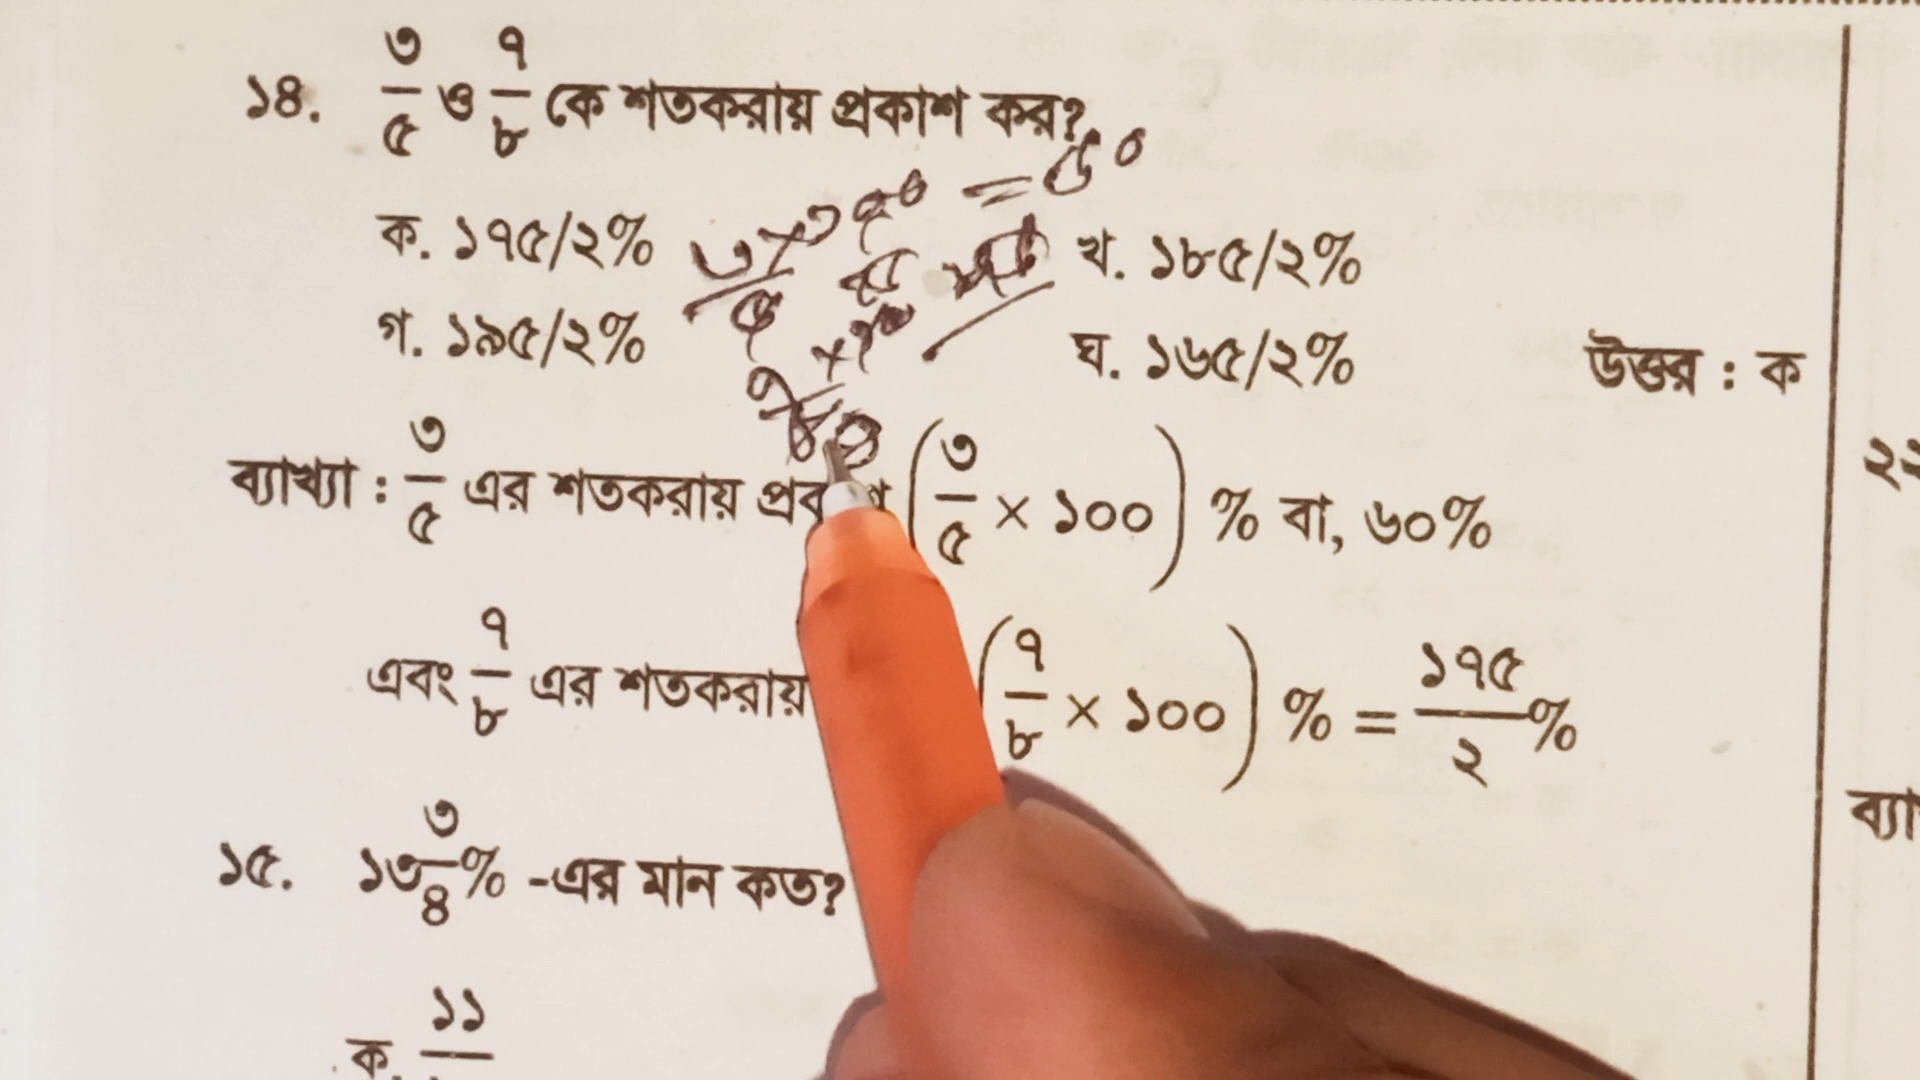 ১৪. ৩/৫ ও ৭/৮ কে শতকরায় প্রকাশ কর?
ক. ১৭৫/২% খ. ১৮৫/২%
গ. ১৯৫/২% ঘ. ১৬৫/২% উত্তর : ক
ব্যাখ্যা : ৩/৫ এর শতকরায় (৩/৫ × ১০০) % বা, ৬০%
এবং ৭/৮ এর শতকরায় (৭/৮ × ১০০) % = ১৭৫/২%
১৫. ১৩ ৩/৪% -এর মান কত?
ক. ১১